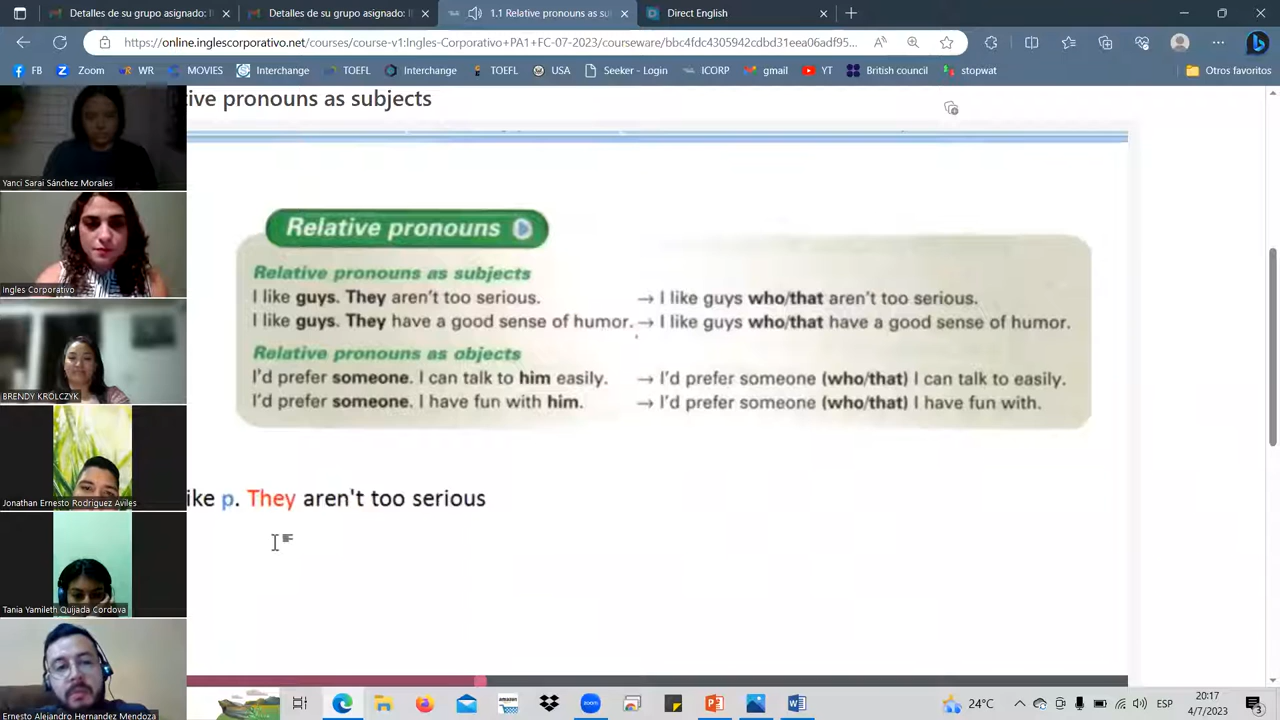 Detalles de su grupo asignado: I
Detalles de su grupo asignado: I
1.1 Relative pronouns as su
Direct English
https://online.inglescorporativo.net/courses/course-v1:Ingles-Corporativo+PA1+FC-07-2023/courseware/bbc4fdc4305942cdbd31eea06adf95...
FB
Zoom
WR
MOVIES
Interchange
TOEFL
Interchange
TOEFL
USA
Seeker - Login
ICORP
gmail
YT
British council
stopwat
Otros favoritos
tive pronouns as subjects
Yanci Sarai Sánchez Morales
Ingles Corporativo
BRENDY KRÓLCZYK
Jonathan Ernesto Rodriguez Aviles
Tania Yamileth Quijada Cordova
Ernesto Alejandro Hernandez Mendoza
Relative pronouns
Relative pronouns as subjects
I like guys. They aren't too serious. → I like guys who/that aren't too serious.
I like guys. They have a good sense of humor. → I like guys who/that have a good sense of humor.
Relative pronouns as objects
I'd prefer someone. I can talk to him easily. → I'd prefer someone (who/that) I can talk to easily.
I'd prefer someone. I have fun with him. → I'd prefer someone (who/that) I have fun with.
ike p. They aren't too serious
24°C
ESP
20:17
4/7/2023
3